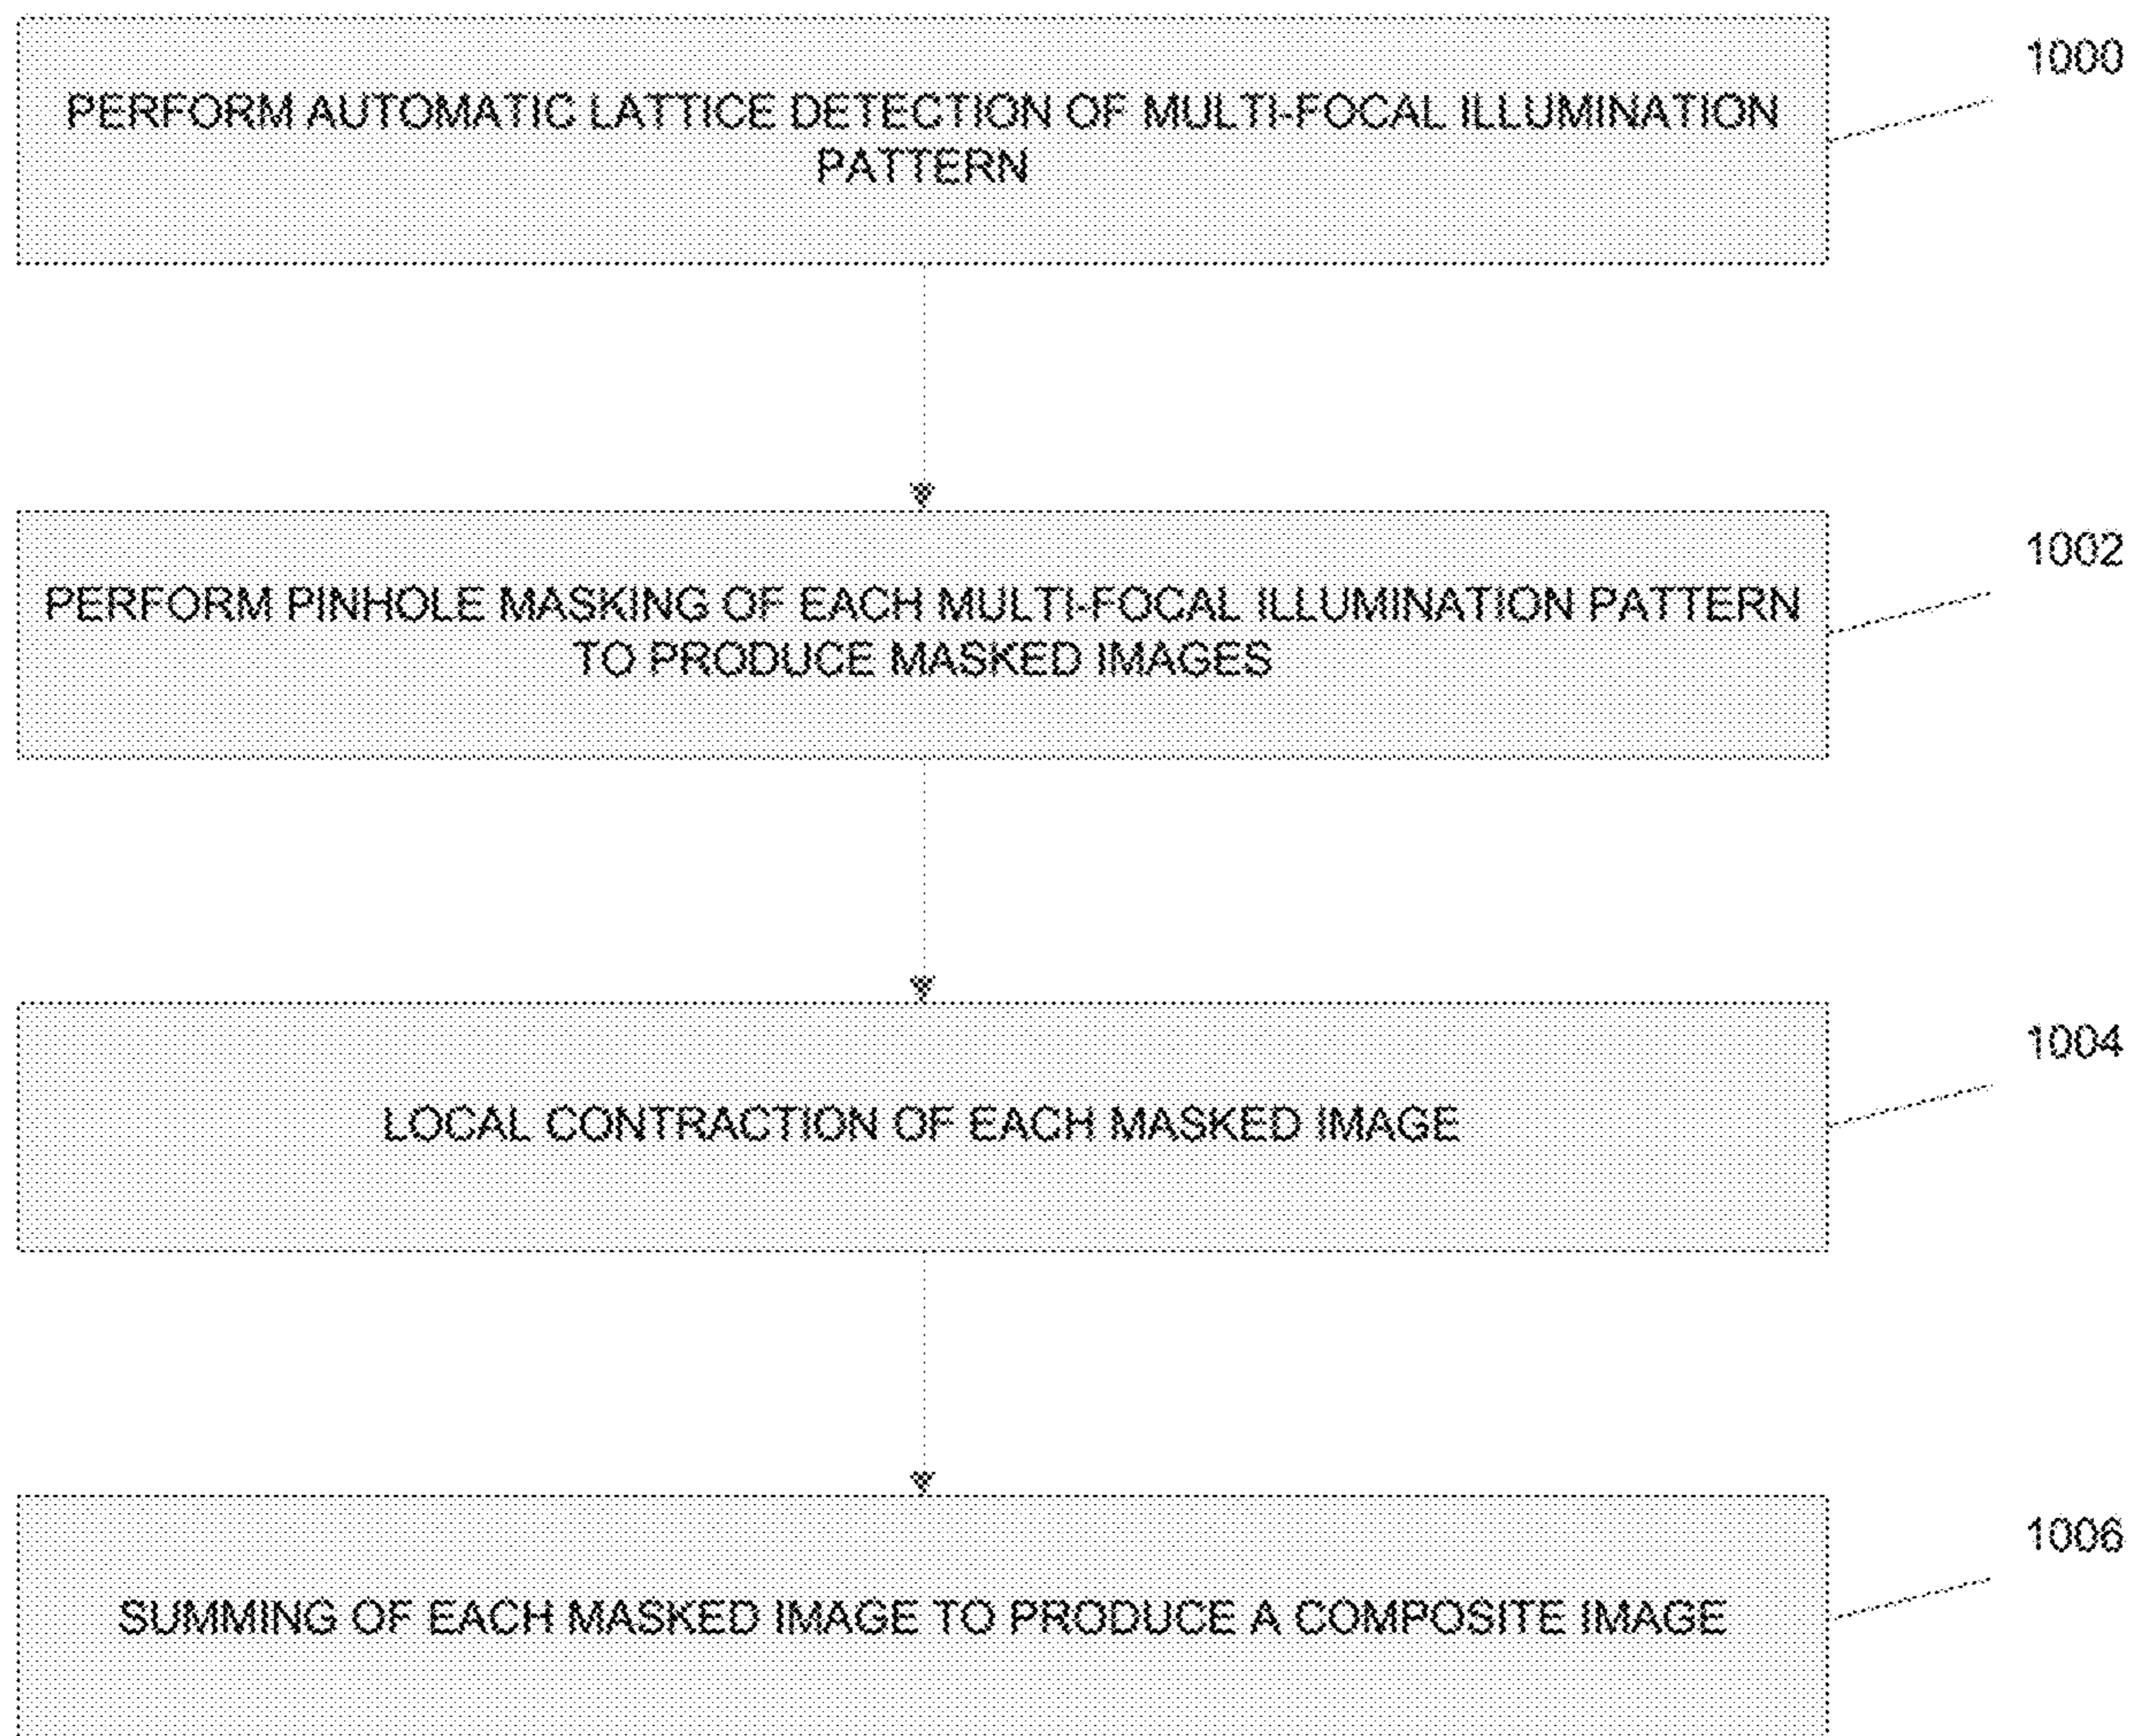 1000
PERFORM AUTOMATIC LATTICE DETECTION OF MULTI-FOCAL ILLUMINATION
PATTERN
1002
PERFORM PINHOLE MASKING OF EACH MULTI-FOCAL ILLUMINATION PATTERN
TO PRODUCE MASKED IMAGES
1004
LOCAL CONTRACTION OF EACH MASKED IMAGE
1006
SUMMING OF EACH MASKED IMAGE TO PRODUCE A COMPOSITE IMAGE